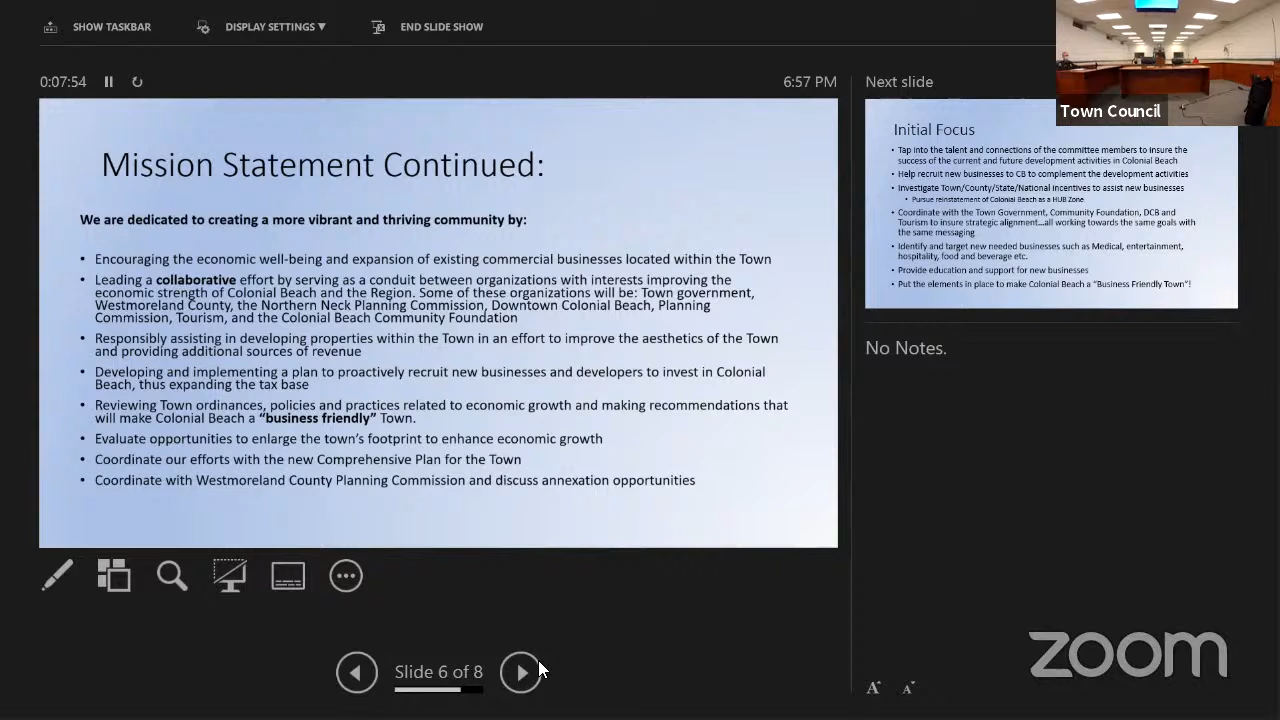 SHOW TASKBAR
DISPLAY SETTINGS ▼
END SLIDE SHOW
0:07:54
6:57 PM
Next slide
Town Council
Mission Statement Continued:
We are dedicated to creating a more vibrant and thriving community by:
• Encouraging the economic well-being and expansion of existing commercial businesses located within the Town
• Leading a collaborative effort by serving as a conduit between organizations with interests improving the
economic strength of Colonial Beach and the Region. Some of these organizations will be: Town government,
Westmoreland County, the Northern Neck Planning Commission, Downtown Colonial Beach, Planning
Commission, Tourism, and the Colonial Beach Community Foundation
• Responsibly assisting in developing properties within the Town in an effort to improve the aesthetics of the Town
and providing additional sources of revenue
• Developing and implementing a plan to proactively recruit new businesses and developers to invest in Colonial
Beach, thus expanding the tax base
• Reviewing Town ordinances, policies and practices related to economic growth and making recommendations that
will make Colonial Beach a “business friendly” Town.
• Evaluate opportunities to enlarge the town’s footprint to enhance economic growth
• Coordinate our efforts with the new Comprehensive Plan for the Town
• Coordinate with Westmoreland County Planning Commission and discuss annexation opportunities
Initial Focus
• Tap into the talent and connections of the committee members to insure the
success of the current and future development activities in Colonial Beach
• Help recruit new businesses to CB to complement the development activities
• Investigate Town/County/State/National incentives to assist new businesses
• Pursue reinstatement of Colonial Beach as a HUB Zone
• Coordinate with the Town Government, Community Foundation, DCB and
Tourism to insure strategic alignment...all working towards the same goals with
the same messaging
• Identify and target new needed businesses such as Medical, entertainment,
hospitality, food and beverage etc.
• Provide education and support for new businesses
• Put the elements in place to make Colonial Beach a “Business Friendly Town”!
No Notes.
Slide 6 of 8
A A
zoom